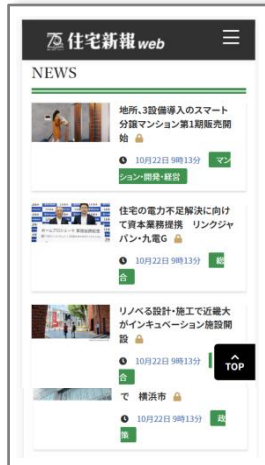 75 住宅新報web
NEWS
地所、3設備導入のスマート
分譲マンション第1期販売開
始
10月22日 9時13分 マン
ション・開発・経営
住宅の電力不足解決に向け
て資本業務提携 リンクジャ
パン・九電G
10月22日 9時13分 総
合
リノベる設計・施工で近畿大
がインキュベーション施設開
設
10月22日 9時13分
合
TOP
で 横浜市
10月22日 9時13分 政
策